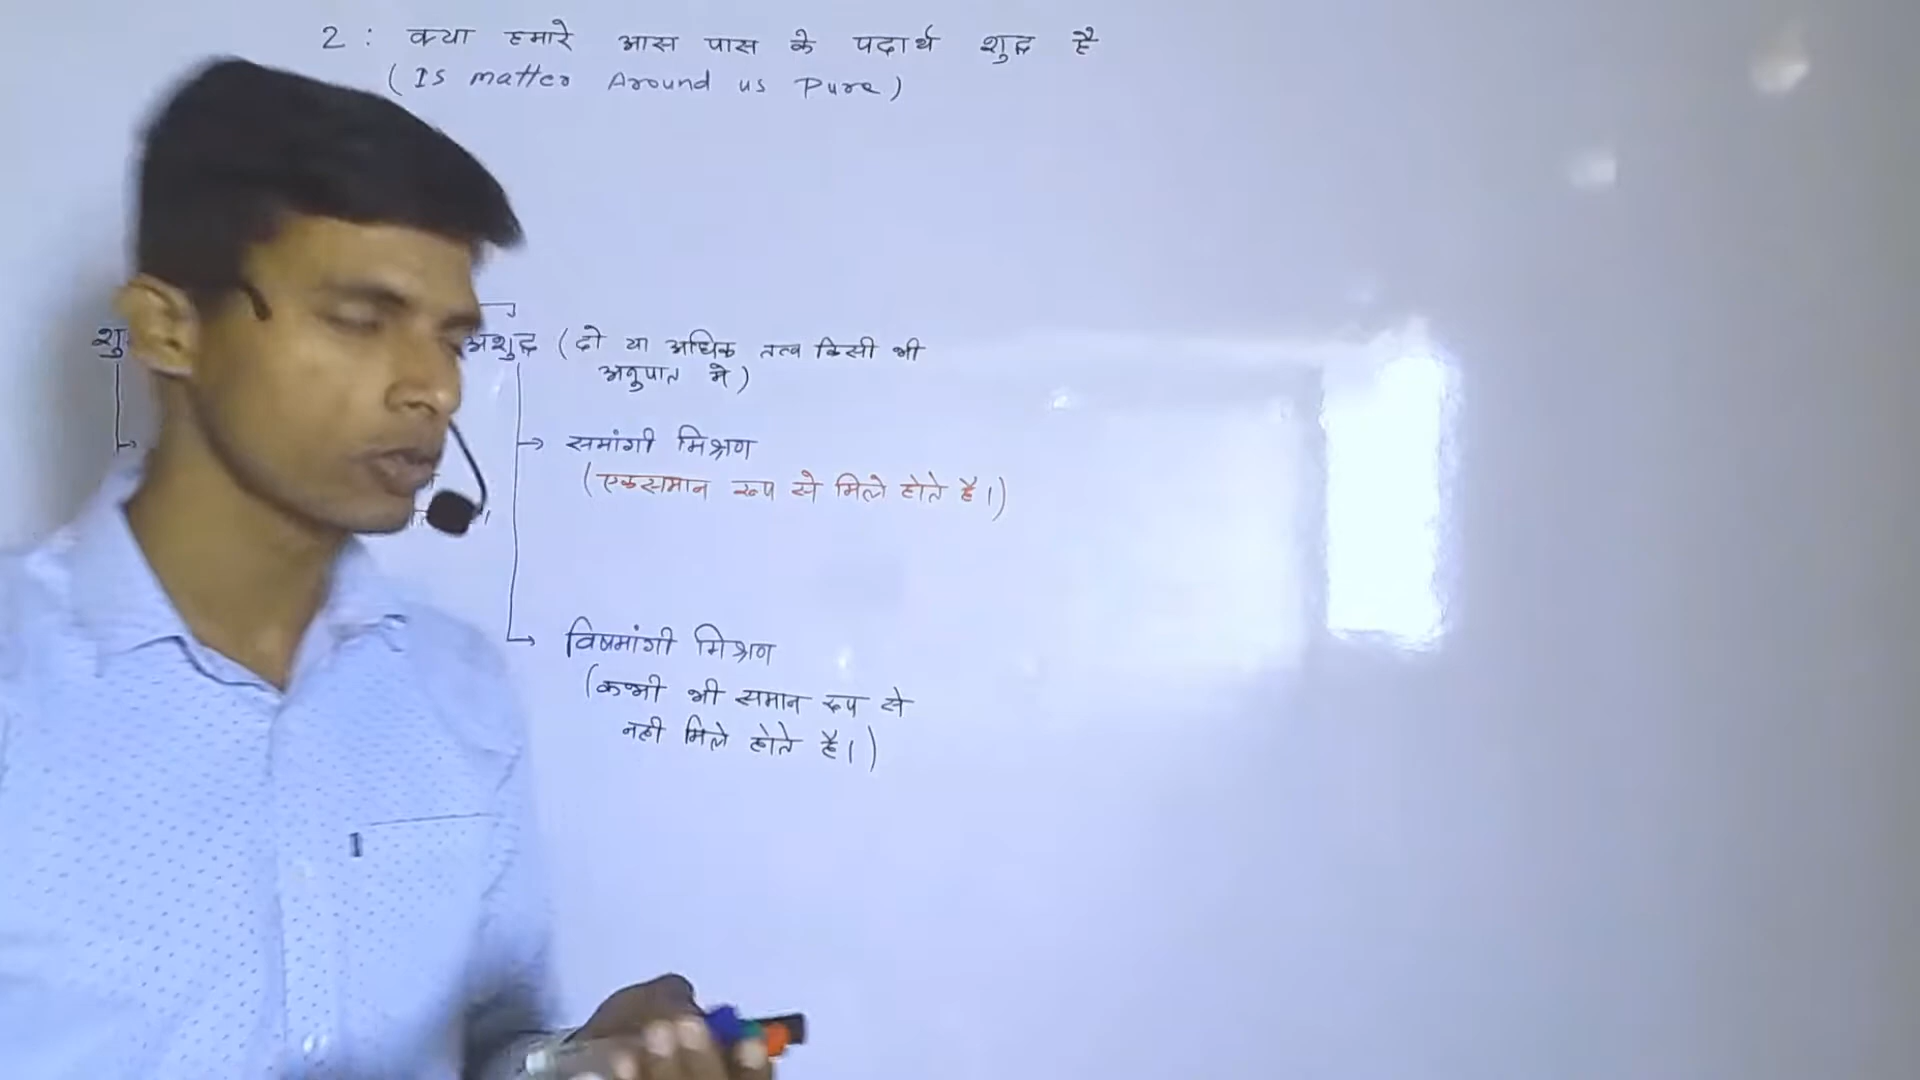 2 : क्या हमारे आस पास के पदार्थ शुद्ध है
(Is matter Around us Pure)
अशुद्ध (दो या अधिक तत्व किसी भी
अनुपात मे)
समांगी मिश्रण
(एकसमान रूप से मिले होते है।)
विषमांगी मिश्रण
(कभी भी समान रूप से
नही मिले होते है।)